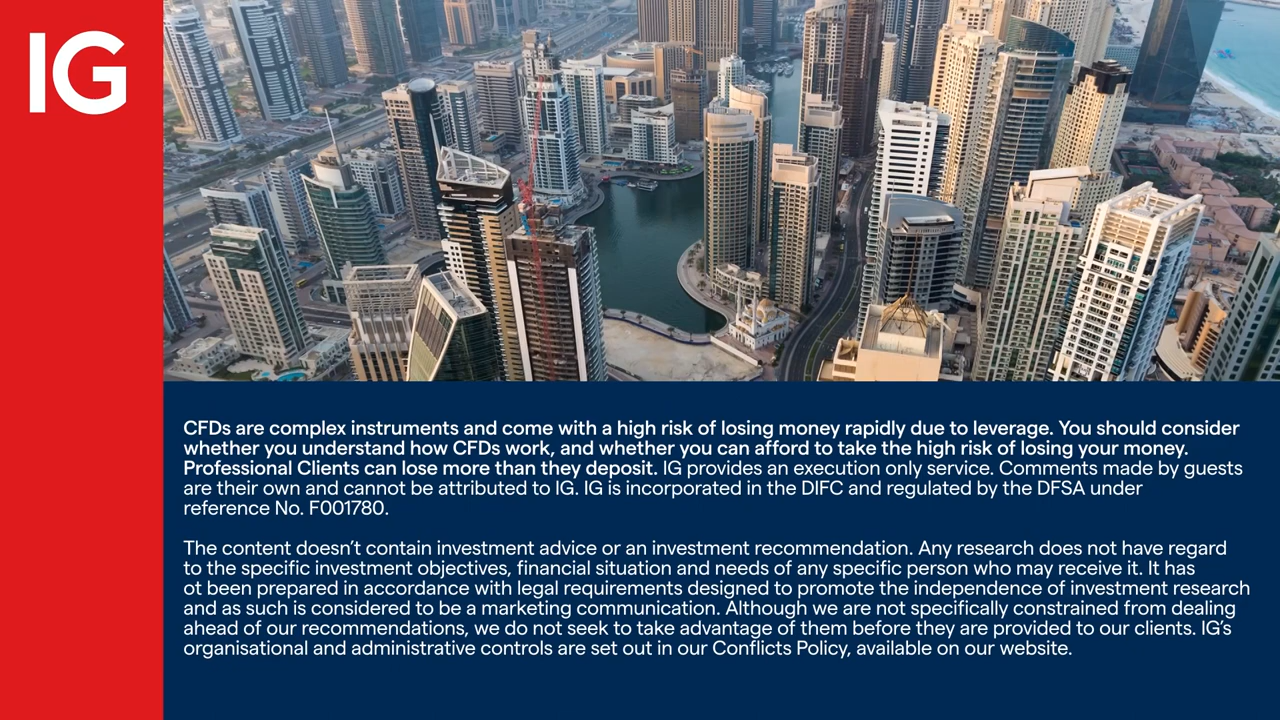 IG
CFDs are complex instruments and come with a high risk of losing money rapidly due to leverage. You should consider
whether you understand how CFDs work, and whether you can afford to take the high risk of losing your money.
Professional Clients can lose more than they deposit. IG provides an execution only service. Comments made by guests
are their own and cannot be attributed to IG. IG is incorporated in the DIFC and regulated by the DFSA under
reference No. F001780.
The content doesn’t contain investment advice or an investment recommendation. Any research does not have regard
to the specific investment objectives, financial situation and needs of any specific person who may receive it. It has
ot been prepared in accordance with legal requirements designed to promote the independence of investment research
and as such is considered to be a marketing communication. Although we are not specifically constrained from dealing
ahead of our recommendations, we do not seek to take advantage of them before they are provided to our clients. IG’s
organisational and administrative controls are set out in our Conflicts Policy, available on our website.